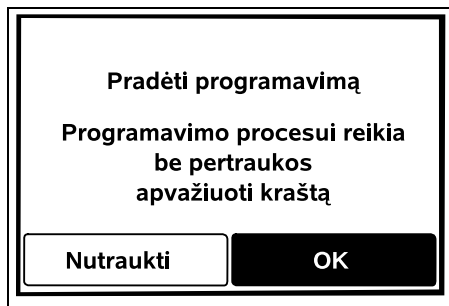 Pradėti programavimą
Programavimo procesui reikia
be pertraukos
apvažiuoti kraštą
Nutraukti
OK